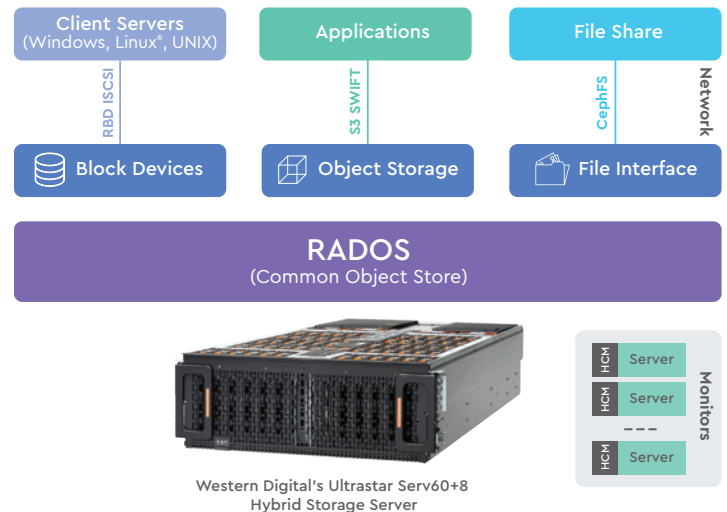 Client Servers
(Windows, Linux®, UNIX)
Applications
File Share
RBD ISCSI
S3 SWIFT
CephFS
Network
Block Devices
Object Storage
File Interface
RADOS
(Common Object Store)
HCM Server
HCM Server
---
HCM Server
Monitors
Western Digital's Ultrastar Serv60+8
Hybrid Storage Server